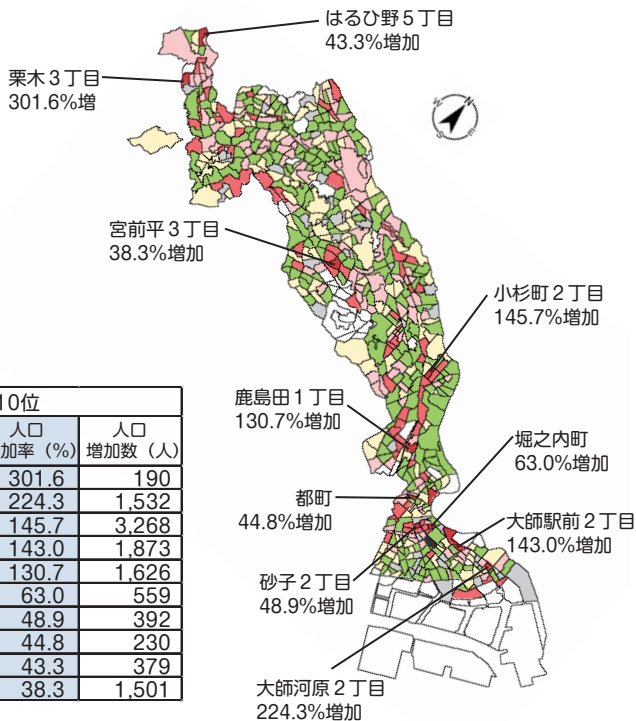 はるひ野５丁目
43.3%増加
栗木３丁目
301.6%増
宮前平３丁目
38.3%増加
小杉町２丁目
145.7%増加
鹿島田１丁目
130.7%増加
堀之内町
63.0%増加
都町
44.8%増加
大師駅前２丁目
143.0%増加
砂子２丁目
48.9%増加
大師河原２丁目
224.3%増加
10位
人口 人口
加率（%） 増加数（人）
301.6 190
224.3 1,532
145.7 3,268
143.0 1,873
130.7 1,626
63.0 559
48.9 392
44.8 230
43.3 379
38.3 1,501